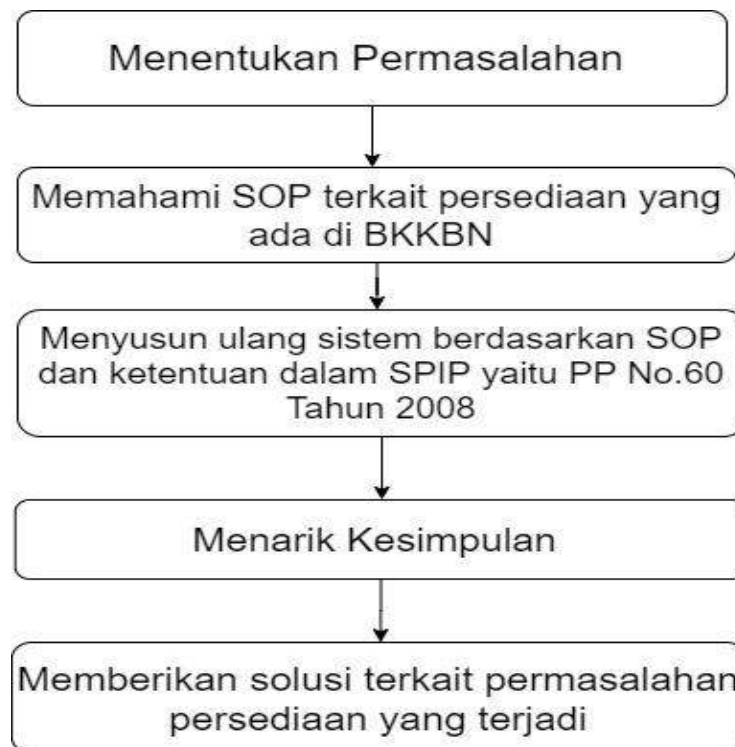 Menentukan Permasalahan
Memahami SOP terkait persediaan yang
ada di BKKBN
Menyusun ulang sistem berdasarkan SOP
dan ketentuan dalam SPIP yaitu PP No.60
Tahun 2008
Menarik Kesimpulan
Memberikan solusi terkait permasalahan
persediaan yang terjadi